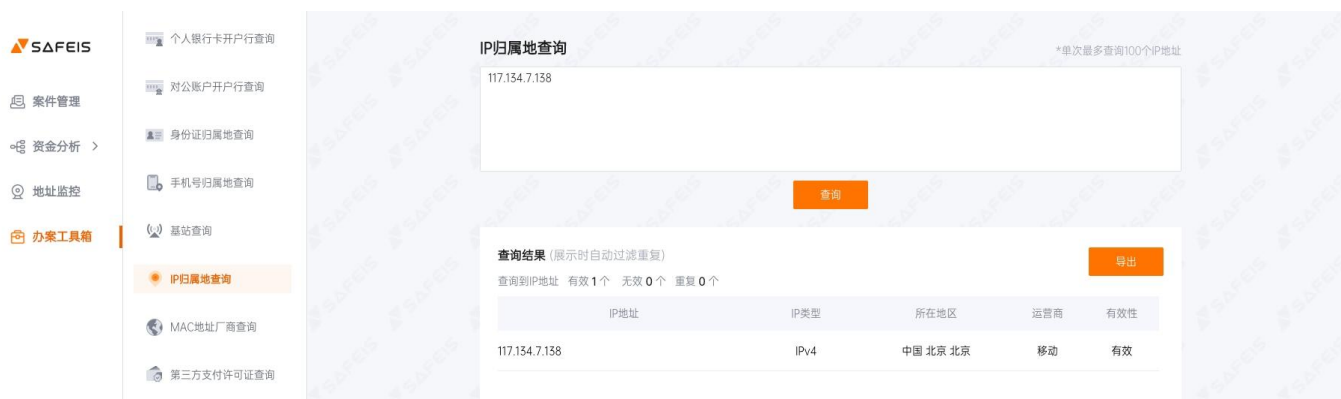 SAFEIS
案件管理
资金分析 >
地址监控
办案工具箱
个人银行卡开户行查询
对公账户开户行查询
身份证归属地查询
手机号归属地查询
基站查询
IP归属地查询
MAC地址厂商查询
第三方支付许可证查询
IP归属地查询 *单次最多查询100个IP地址
117.134.7.138
查询
查询结果 (展示时自动过滤重复) 导出
查询到IP地址 有效 1 个 无效 0 个 重复 0 个
IP地址 IP类型 所在地区 运营商 有效性
117.134.7.138 IPv4 中国 北京 北京 移动 有效